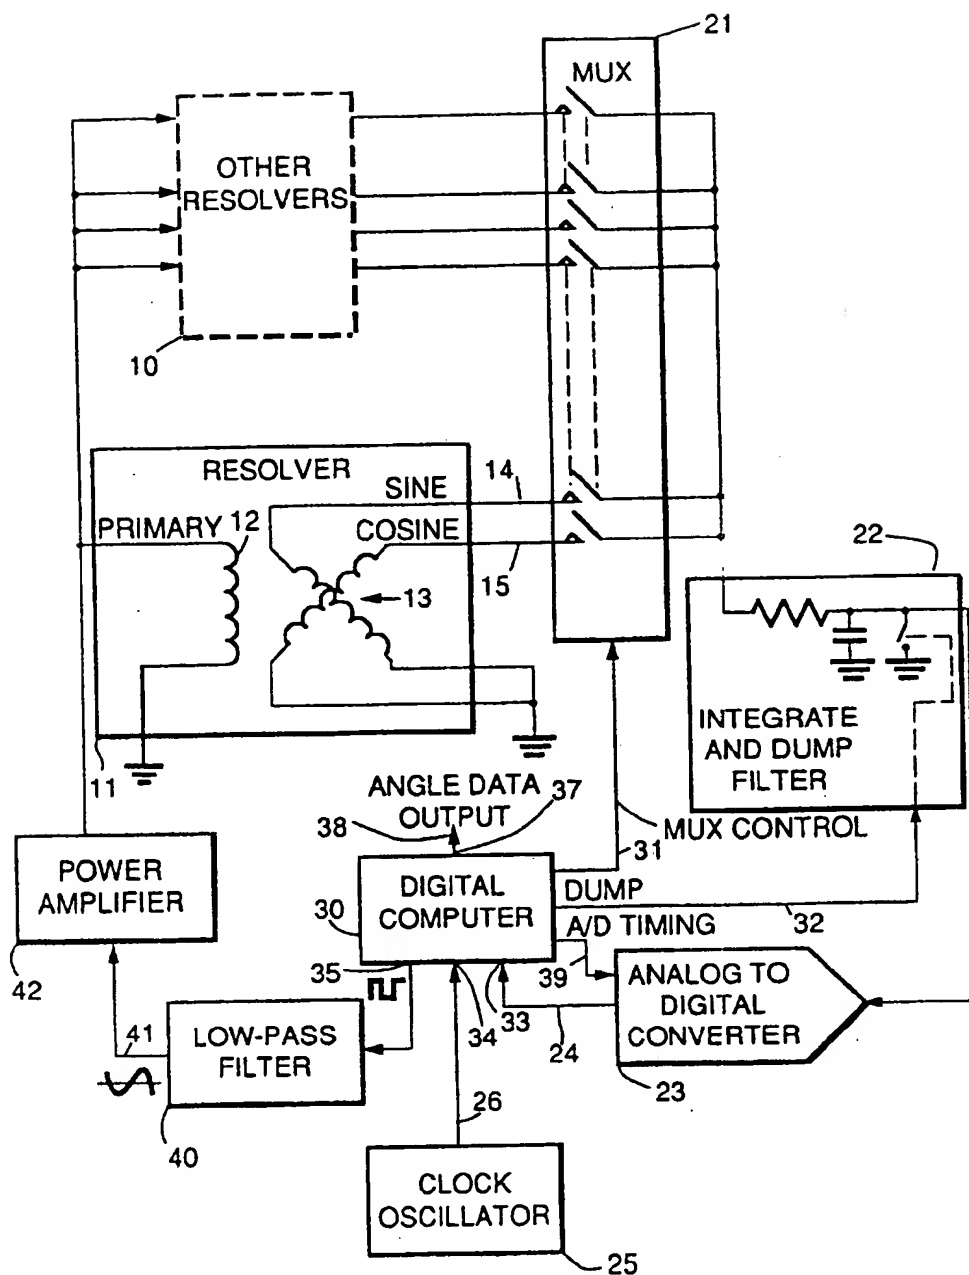 21
MUX
OTHER
RESOLVERS
10
RESOLVER
SINE
14
PRIMARY
12
COSINE
15
13
22
11
INTEGRATE
AND DUMP
FILTER
ANGLE DATA
OUTPUT
37
38
MUX CONTROL
31
POWER
AMPLIFIER
DIGITAL
COMPUTER
DUMP
30
32
A/D TIMING
42
35
39
ANALOG TO
DIGITAL
CONVERTER
34
33
24
23
41
LOW-PASS
FILTER
40
26
CLOCK
OSCILLATOR
25